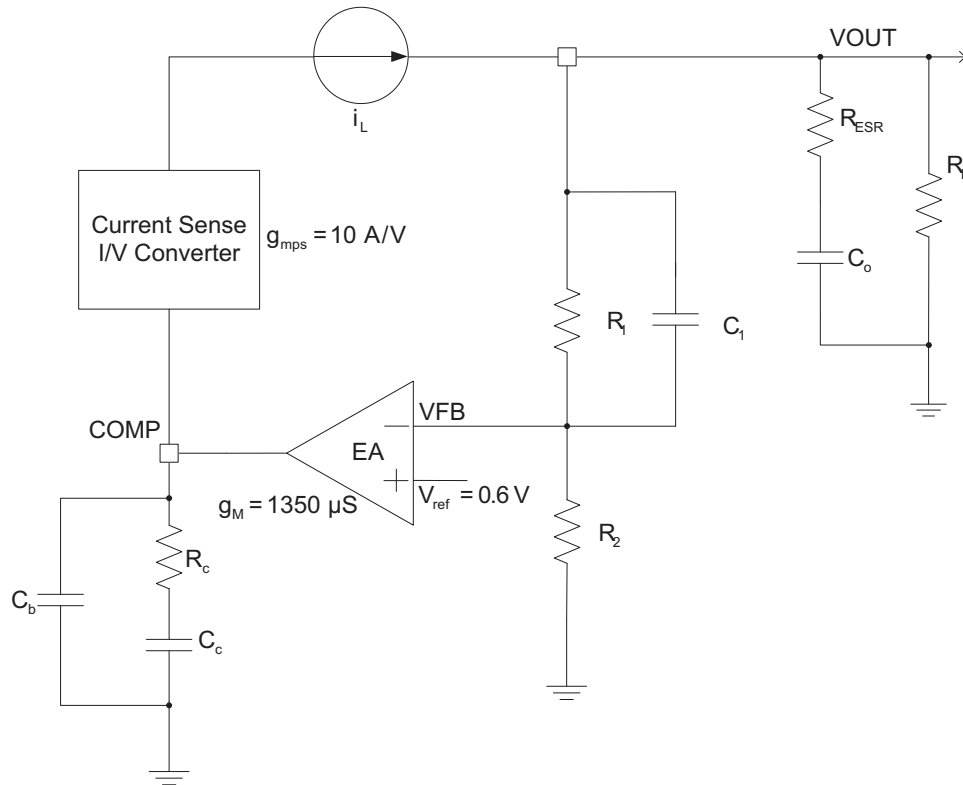 VOUT
i_L
R_ESR
R_l
Current Sense
I/V Converter
g_mps = 10 A/V
C_o
R_1
C_1
COMP
VFB
EA
g_M = 1350 µS
V_ref = 0.6 V
R_c
R_2
C_b
C_c